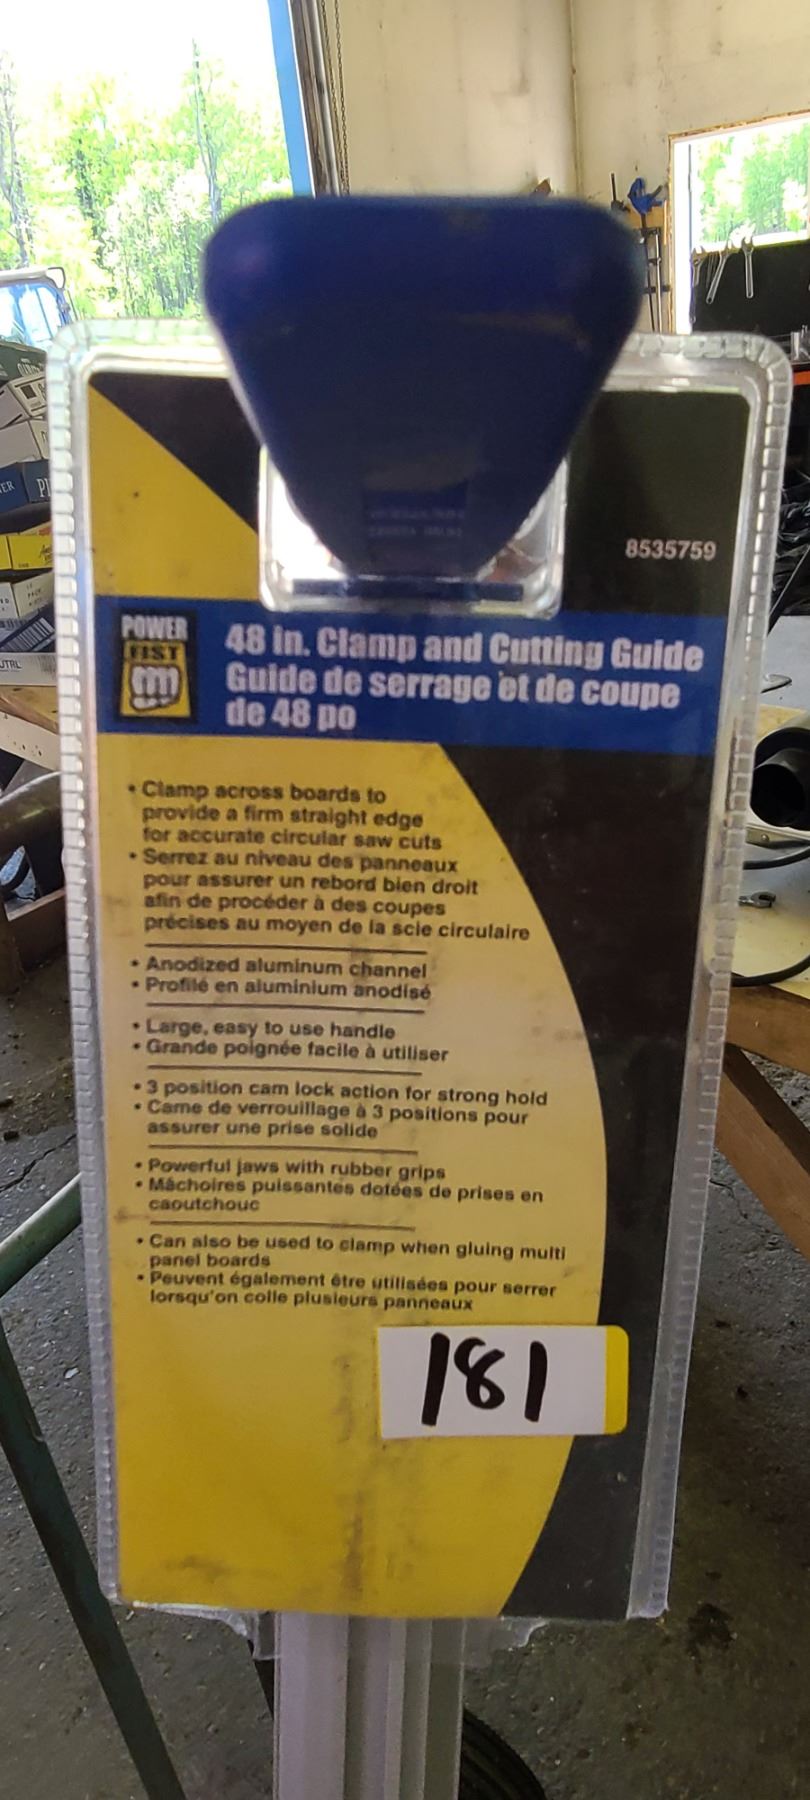 8535759
POWER
FIST
48 in. Clamp and Cutting Guide
Guide de serrage et de coupe
de 48 po
• Clamp across boards to
provide a firm straight edge
for accurate circular saw cuts
• Serrez au niveau des panneaux
pour assurer un rebord bien droit
afin de procéder à des coupes
précises au moyen de la scie circulaire
• Anodized aluminum channel
• Profilé en aluminium anodisé
• Large, easy to use handle
• Grande poignée facile à utiliser
• 3 position cam lock action for strong hold
• Came de verrouillage à 3 positions pour
assurer une prise solide
• Powerful jaws with rubber grips
• Mâchoires puissantes dotées de prises en
caoutchouc
• Can also be used to clamp when gluing multi
panel boards
• Peuvent également être utilisées pour serrer
lorsqu'on colle plusieurs panneaux
181